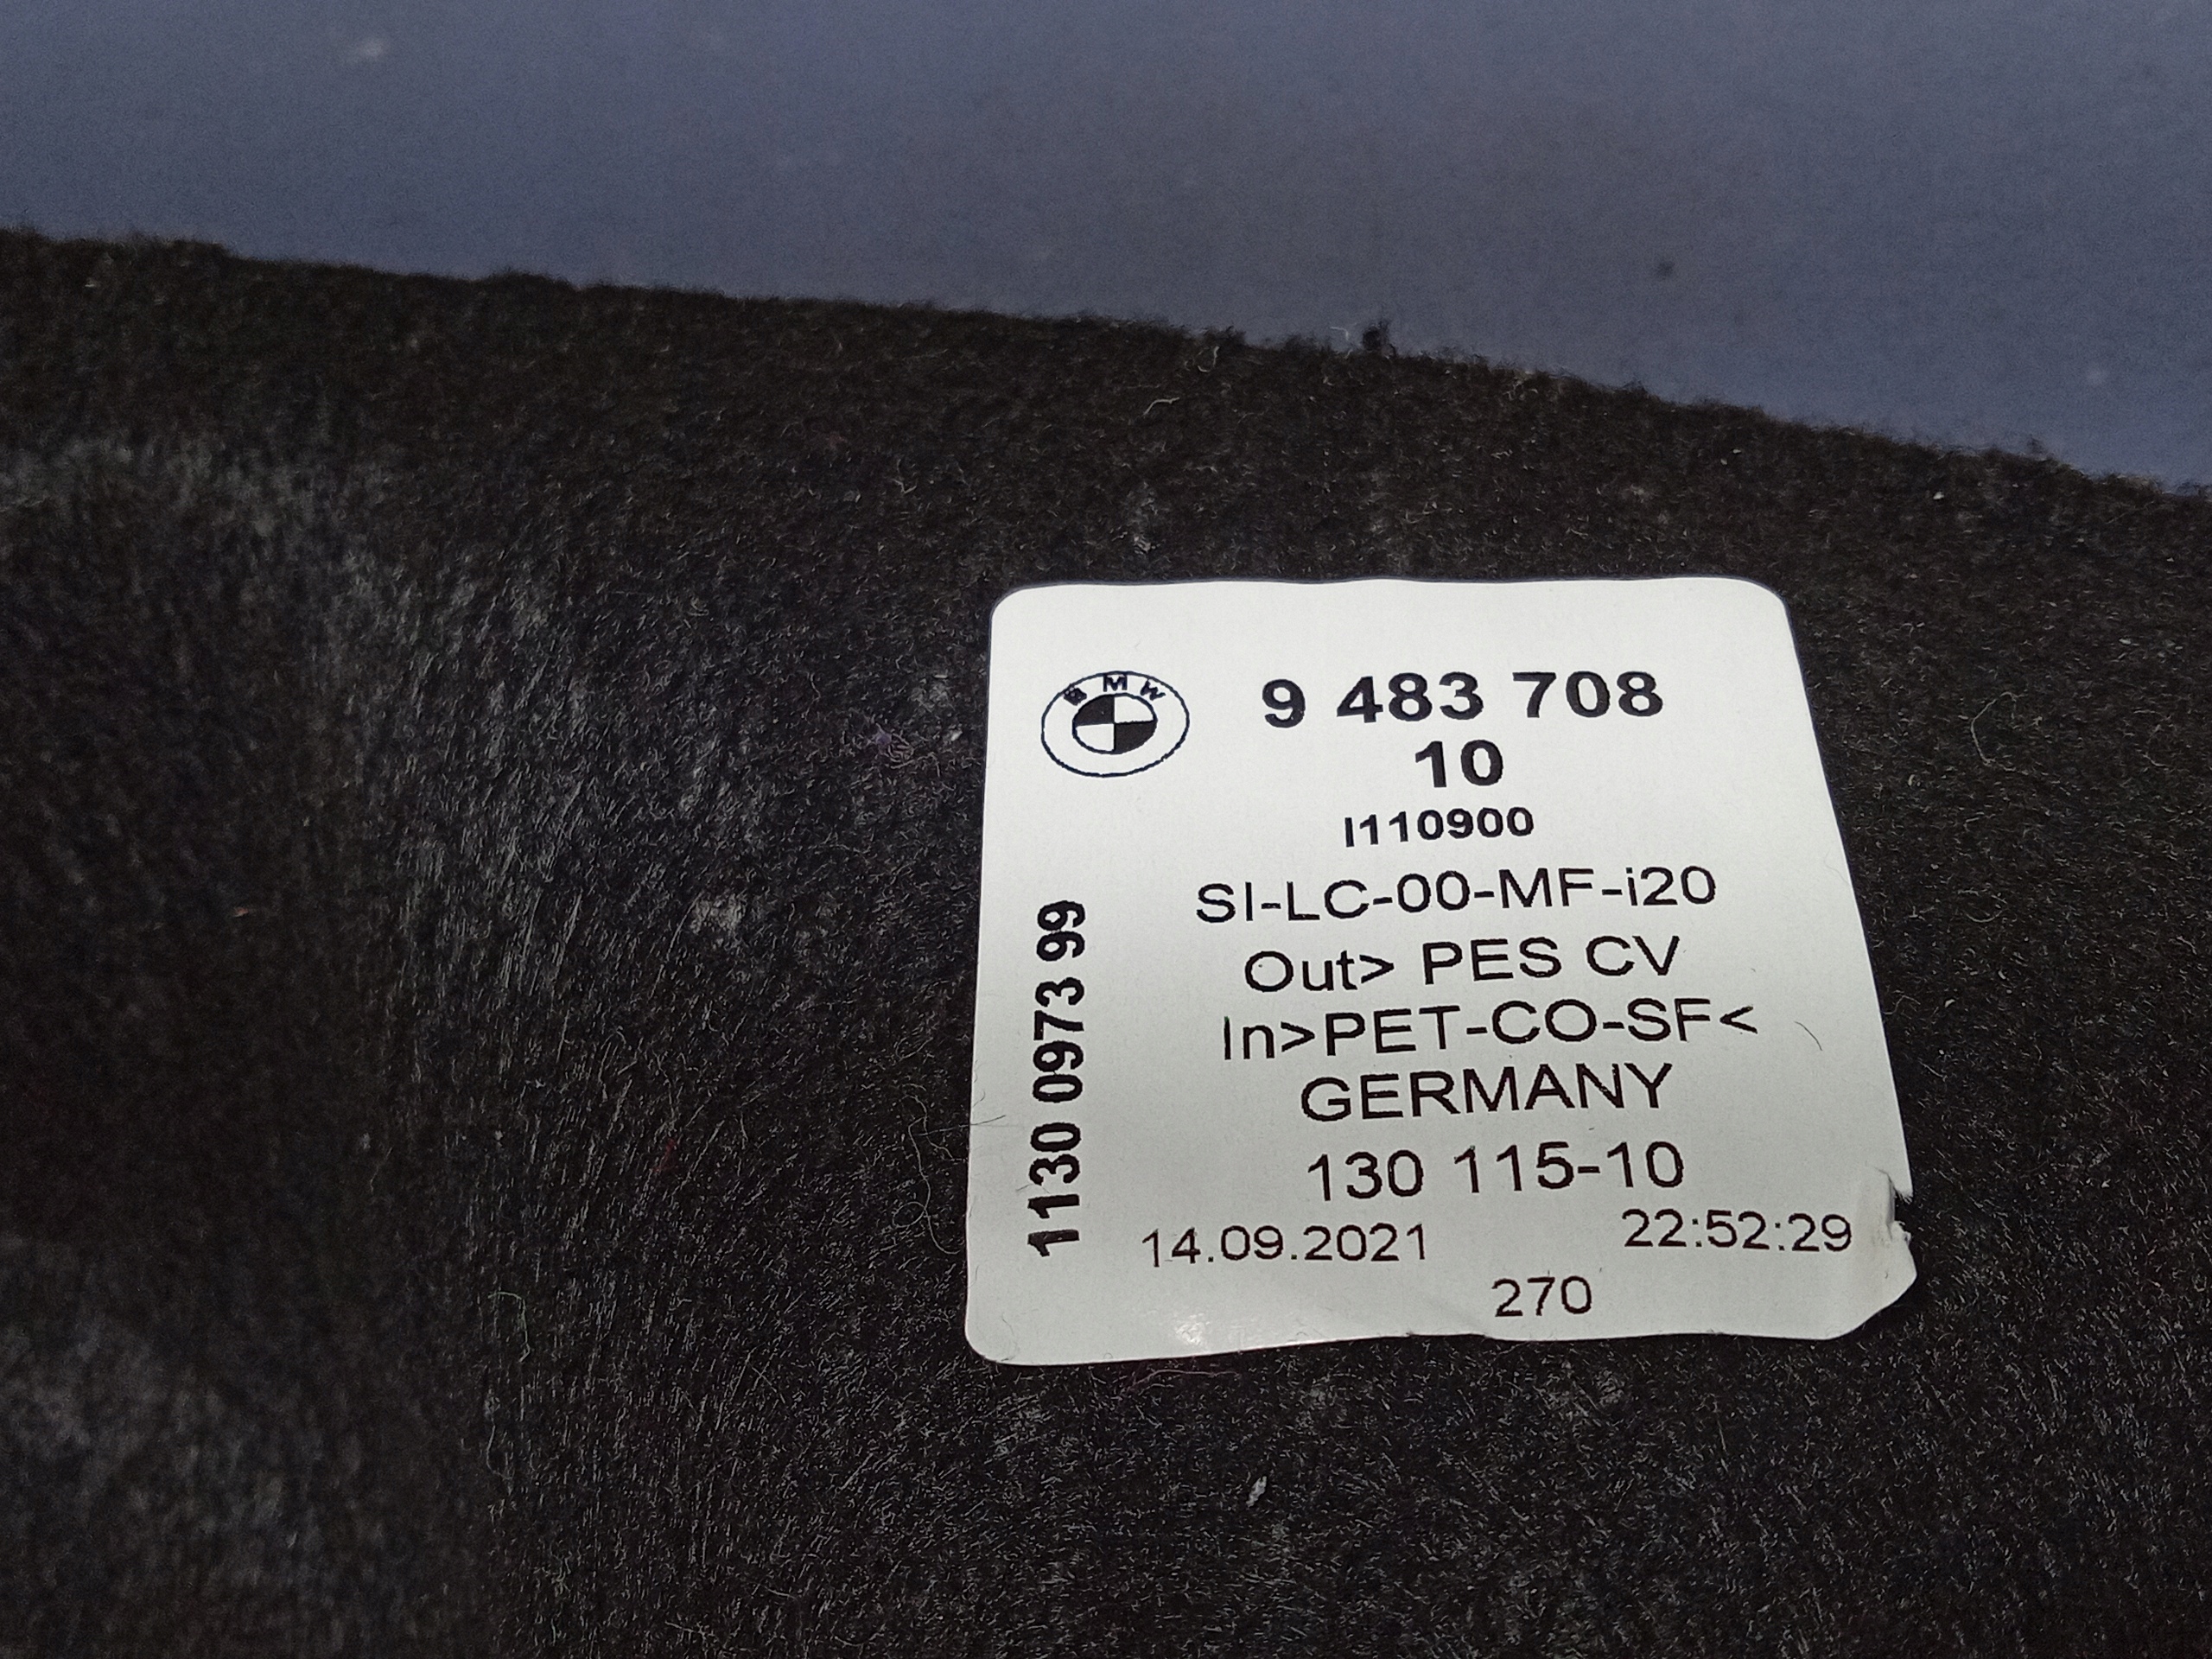 BMW
9 483 708
10
I110900
SI-LC-00-MF-i20
Out> PES CV
In>PET-CO-SF<
GERMANY
130 115-10
14.09.2021 22:52:29
270
1130 0973 99